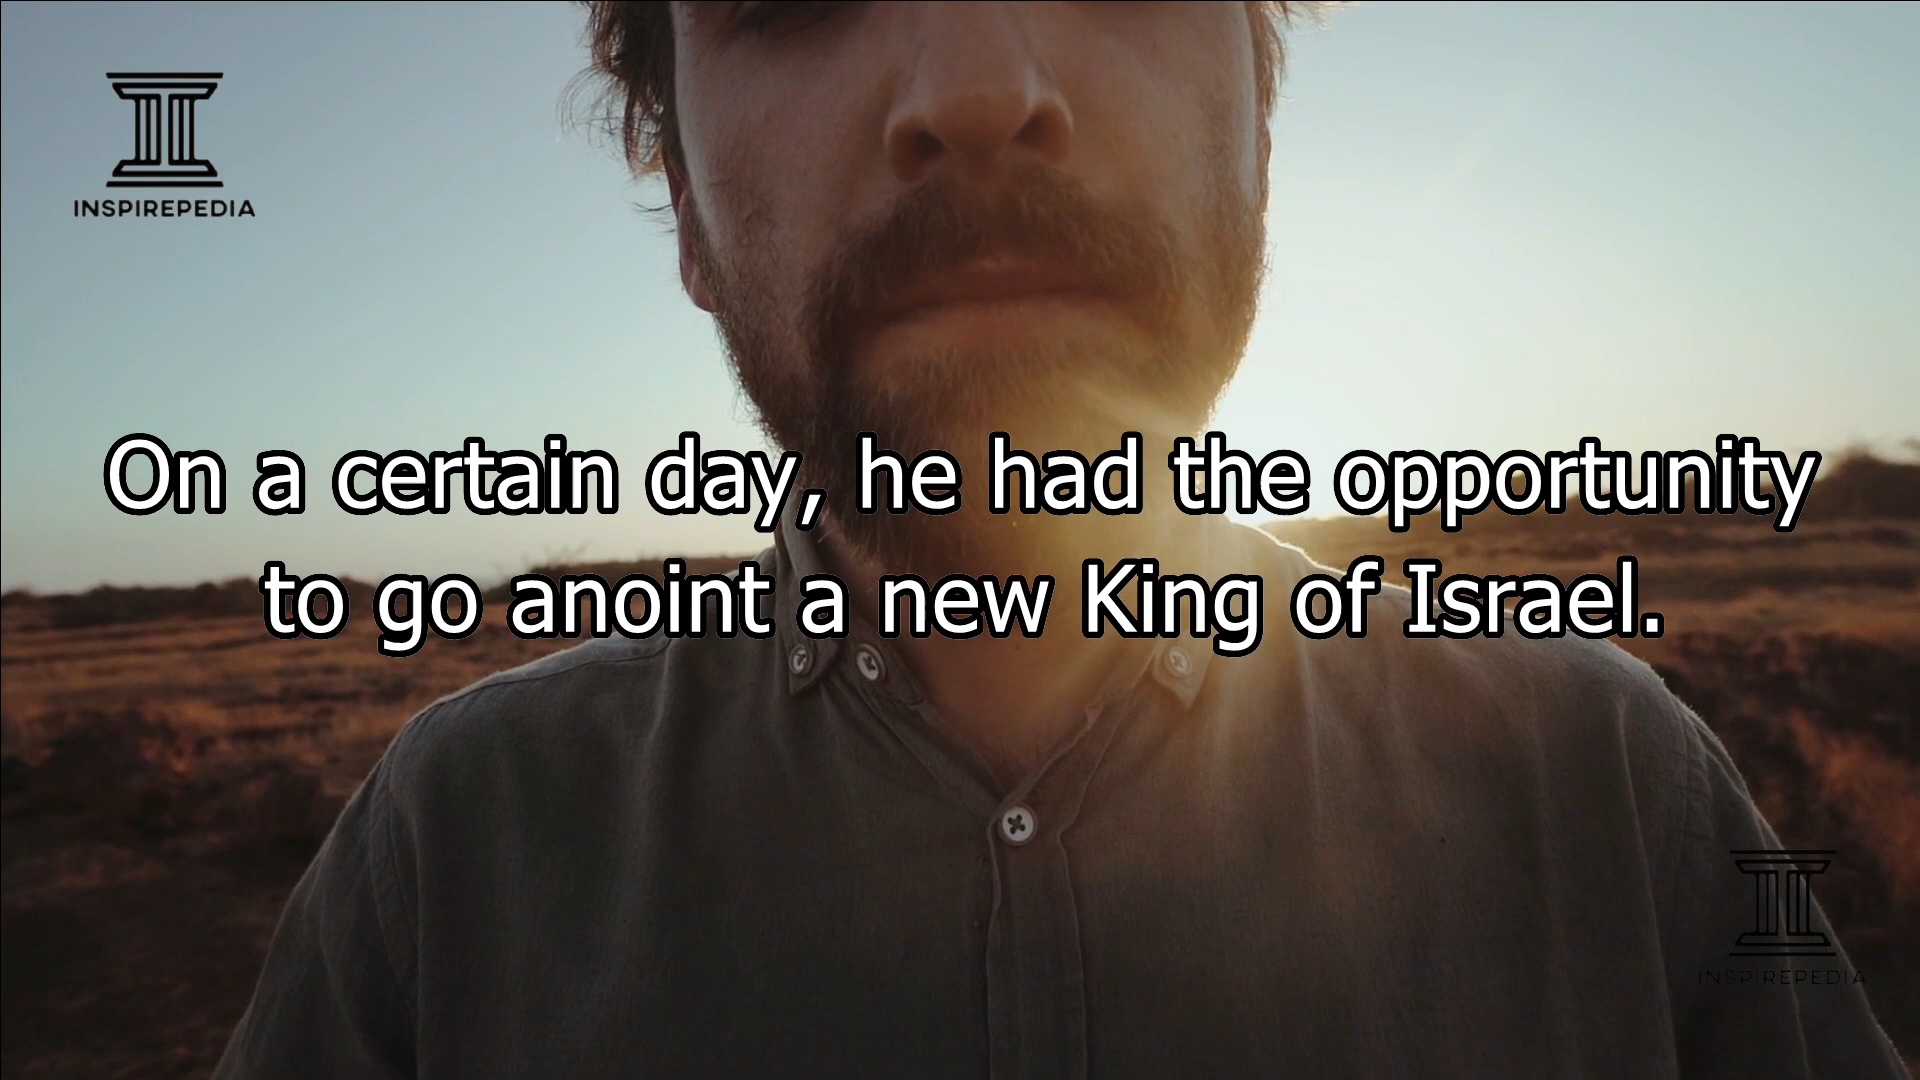 INSPIREPEDIA
On a certain day, he had the opportunity
to go anoint a new King of Israel.
INSPIREPEDIA